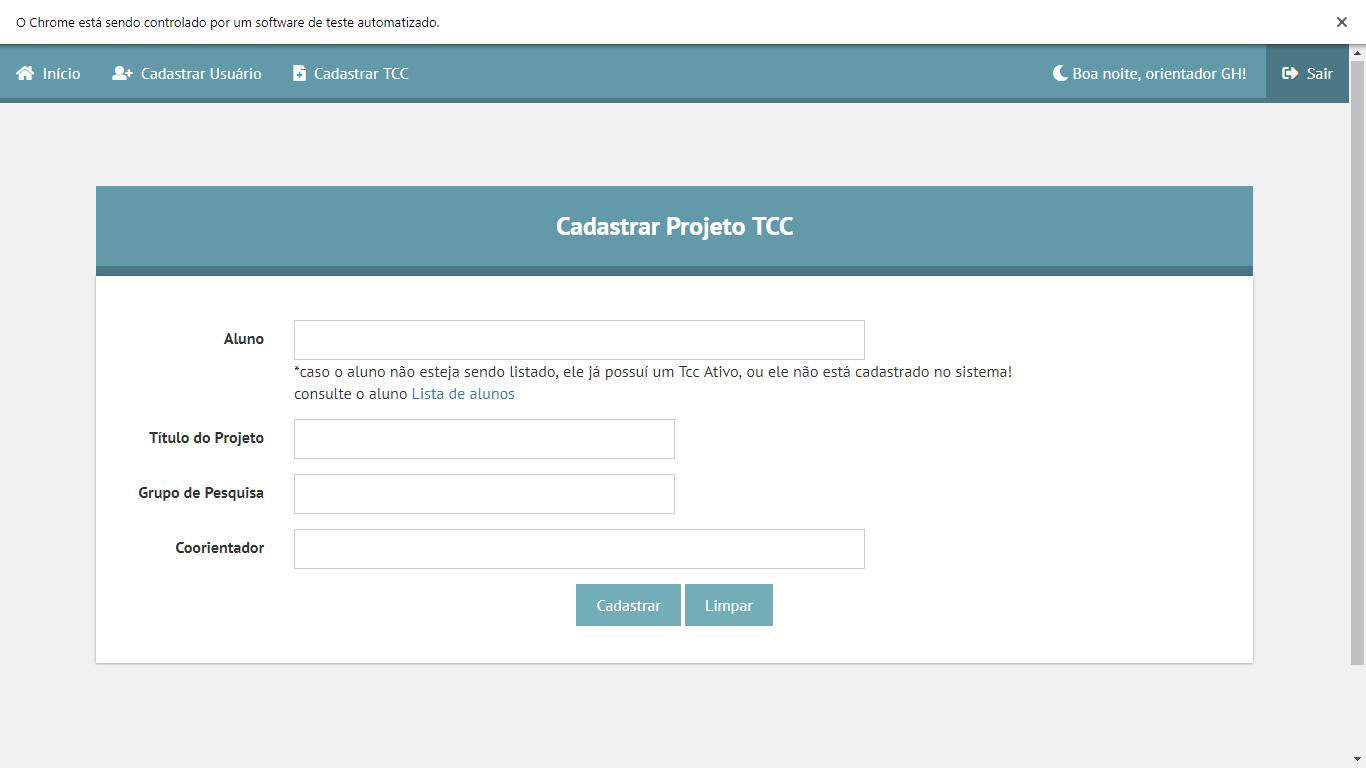 O Chrome está sendo controlado por um software de teste automatizado.
Início Cadastrar Usuário Cadastrar TCC Boa noite, orientador GH! Sair
Cadastrar Projeto TCC
Aluno
*caso o aluno não esteja sendo listado, ele já possuí um Tcc Ativo, ou ele não está cadastrado no sistema!
consulte o aluno Lista de alunos
Título do Projeto
Grupo de Pesquisa
Coorientador
Cadastrar Limpar